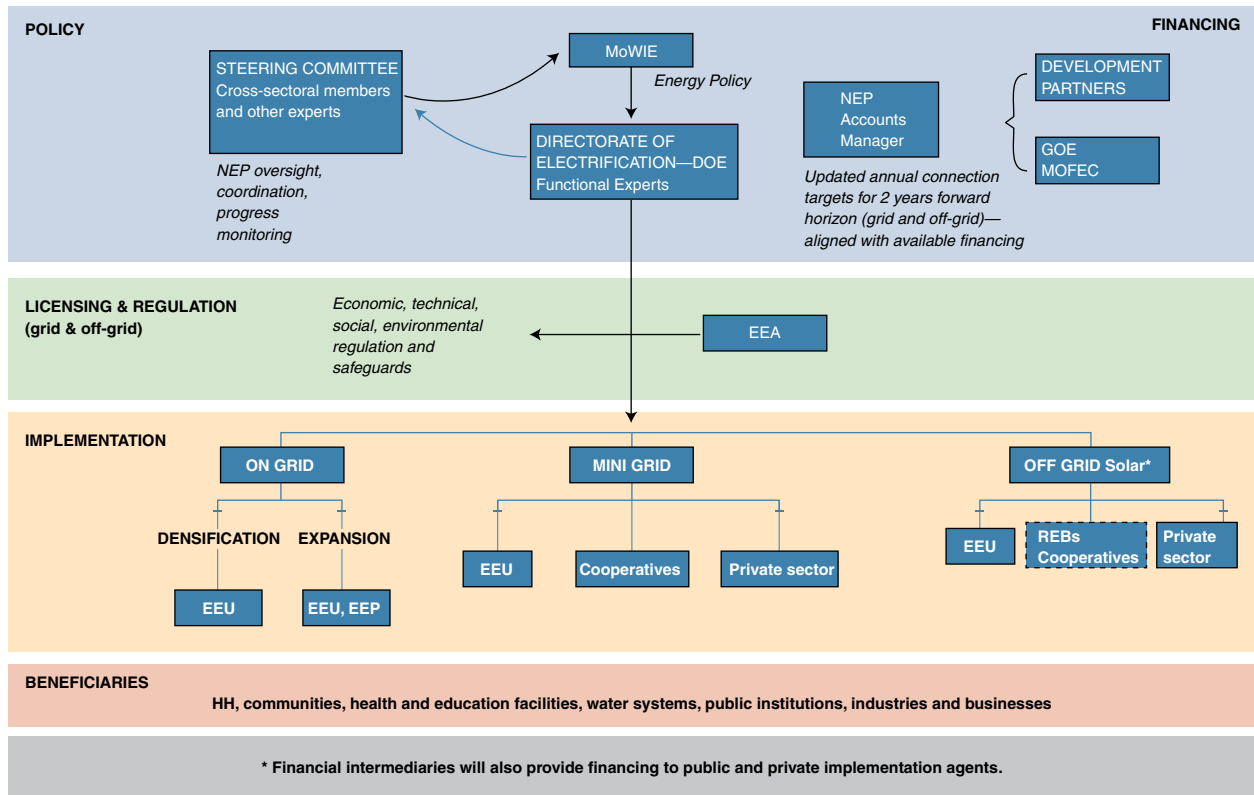 POLICY
FINANCING
STEERING COMMITTEE
Cross-sectoral members
and other experts
NEP oversight,
coordination,
progress
monitoring
MoWIE
Energy Policy
DIRECTORATE OF
ELECTRIFICATION—DOE
Functional Experts
NEP
Accounts
Manager
Updated annual connection
targets for 2 years forward
horizon (grid and off-grid)—
aligned with available financing
DEVELOPMENT
PARTNERS
GOE
MOFEC
LICENSING & REGULATION
(grid & off-grid)
Economic, technical,
social, environmental
regulation and
safeguards
EEA
IMPLEMENTATION
ON GRID
MINI GRID
OFF GRID Solar*
DENSIFICATION
EXPANSION
EEU
EEU, EEP
EEU
Cooperatives
Private sector
EEU
REBs
Cooperatives
Private
sector
BENEFICIARIES
HH, communities, health and education facilities, water systems, public institutions, industries and businesses
* Financial intermediaries will also provide financing to public and private implementation agents.